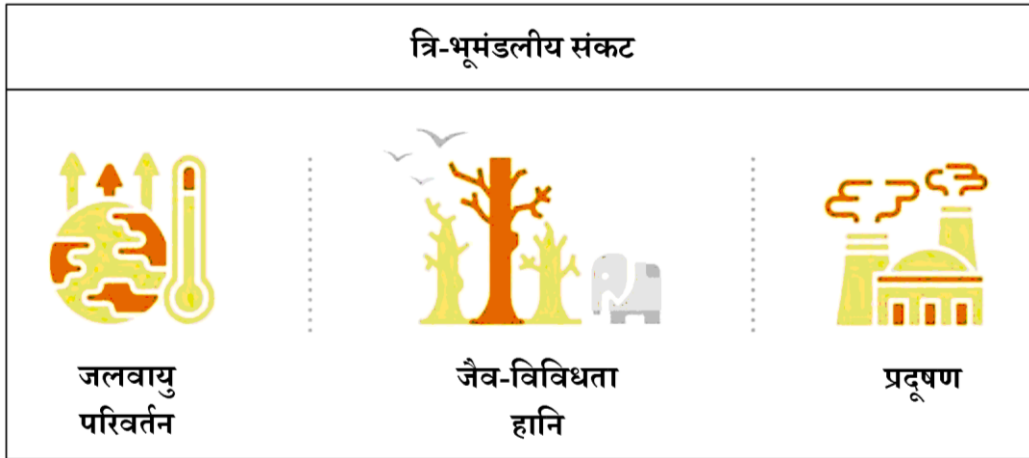 त्रि-भूमंडलीय संकट
जलवायु
परिवर्तन
जैव-विविधता
हानि
प्रदूषण